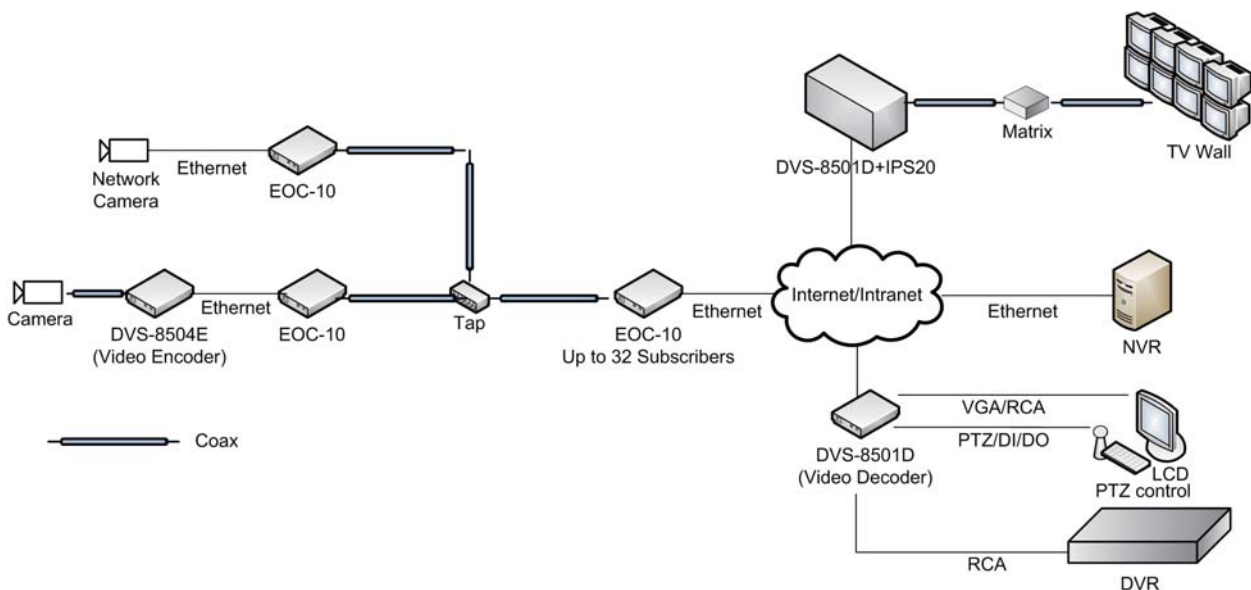 Network
Camera
Ethernet
EOC-10
Camera
DVS-8504E
(Video Encoder)
Ethernet
EOC-10
Tap
EOC-10
Up to 32 Subscribers
Ethernet
Internet/Intranet
DVS-8501D+IPS20
Matrix
TV Wall
Ethernet
NVR
DVS-8501D
(Video Decoder)
VGA/RCA
PTZ/DI/DO
LCD
PTZ control
RCA
DVR
Coax